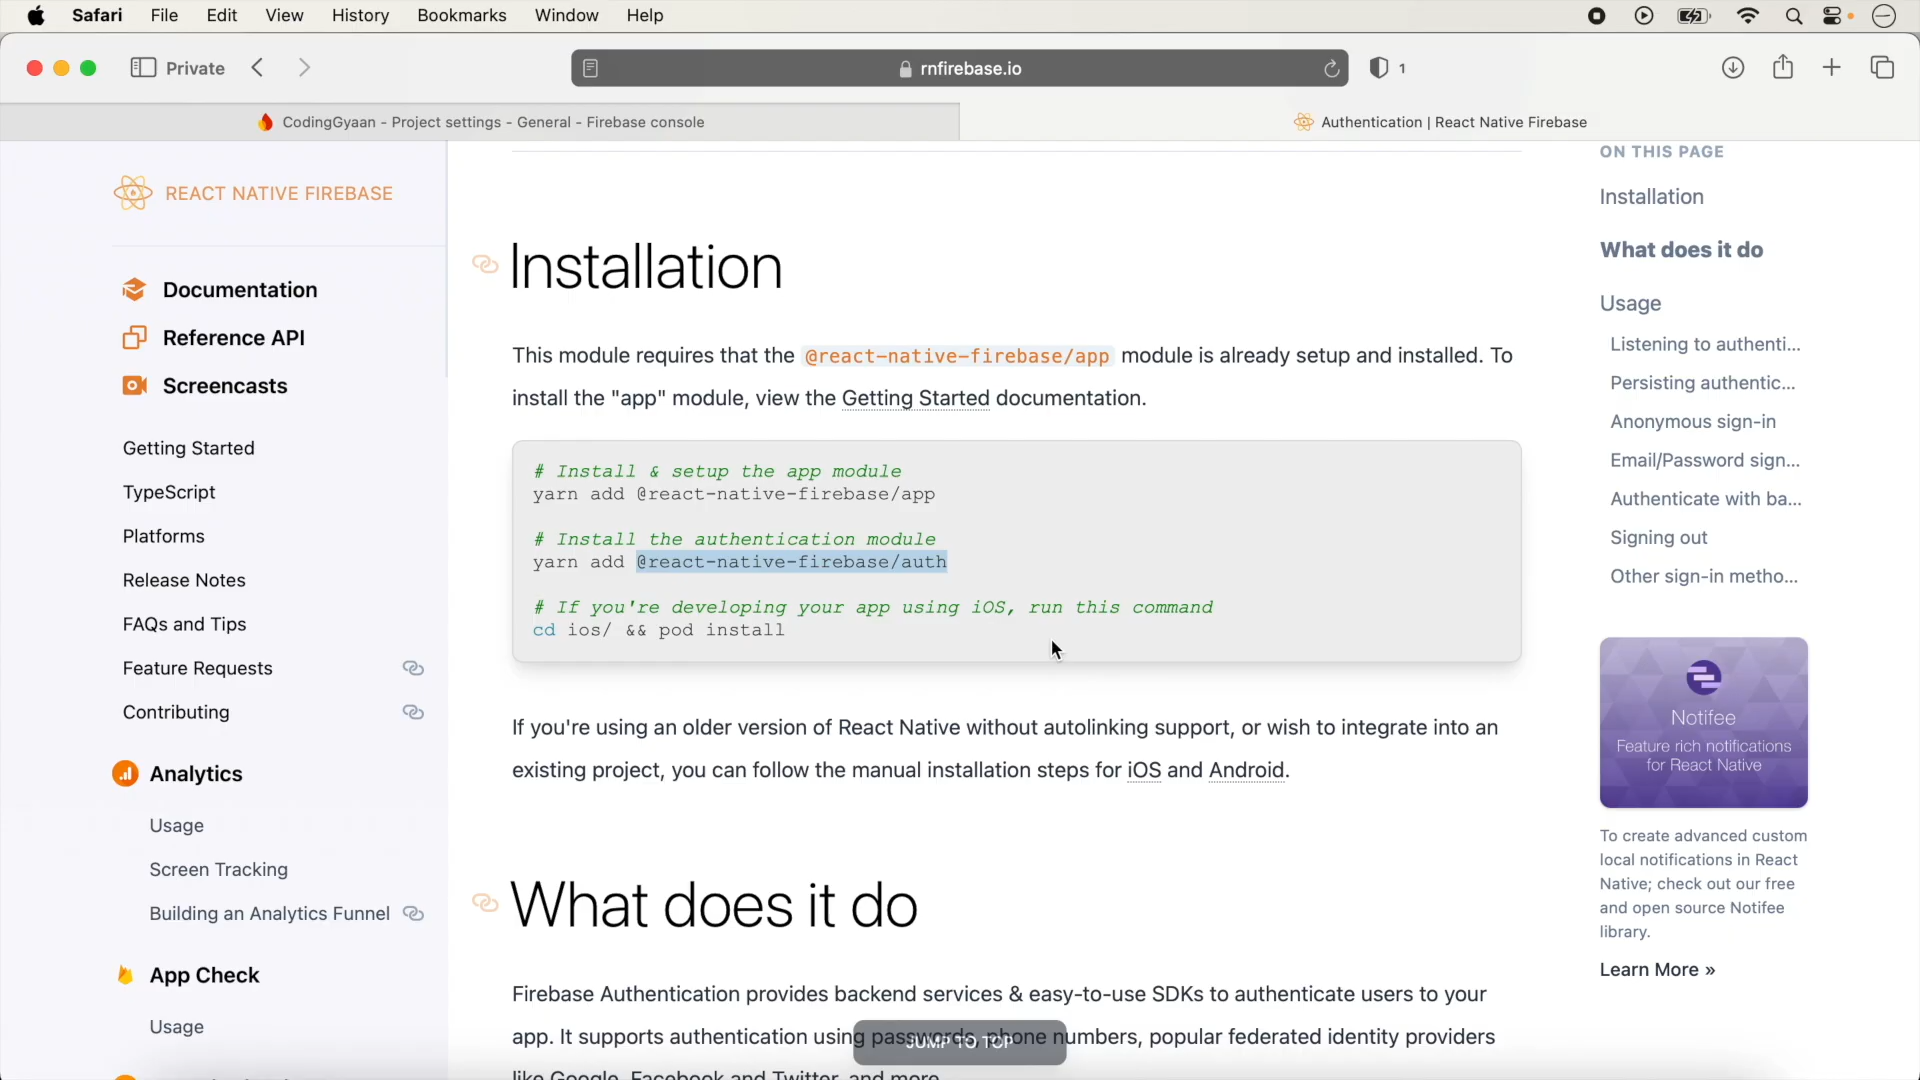 Safari File Edit View History Bookmarks Window Help
Private
rnfirebase.io
1
CodingGyaan - Project settings - General - Firebase console
Authentication | React Native Firebase
REACT NATIVE FIREBASE
Documentation
Reference API
Screencasts
Getting Started
TypeScript
Platforms
Release Notes
FAQs and Tips
Feature Requests
Contributing
Analytics
Usage
Screen Tracking
Building an Analytics Funnel
App Check
Usage
Installation
This module requires that the @react-native-firebase/app module is already setup and installed. To
install the "app" module, view the Getting Started documentation.
# Install & setup the app module
yarn add @react-native-firebase/app
# Install the authentication module
yarn add @react-native-firebase/auth
# If you're developing your app using iOS, run this command
cd ios/ && pod install
If you're using an older version of React Native without autolinking support, or wish to integrate into an
existing project, you can follow the manual installation steps for iOS and Android.
What does it do
Firebase Authentication provides backend services & easy-to-use SDKs to authenticate users to your
app. It supports authentication using passwords, phone numbers, popular federated identity providers
like Google, Facebook and Twitter, and more.
JUMP TO TOP
ON THIS PAGE
Installation
What does it do
Usage
Listening to authenti...
Persisting authentic...
Anonymous sign-in
Email/Password sign...
Authenticate with ba...
Signing out
Other sign-in metho...
Notifee
Feature rich notifications
for React Native
To create advanced custom
local notifications in React
Native; check out our free
and open source Notifee
library.
Learn More »